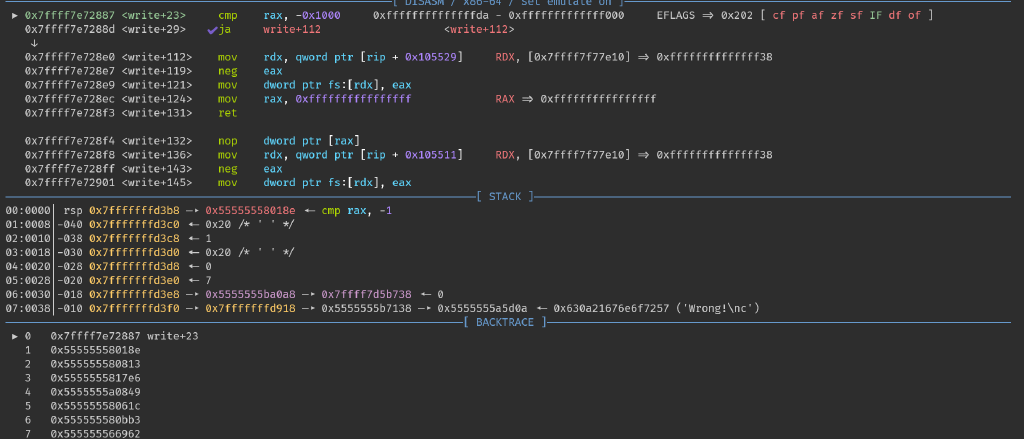 [ DISASM / x86-64 / set emulate on ]
► 0x7ffff7e72887 <write+23> cmp rax, -0x1000 0xffffffffffffffda - 0xfffffffffffff000 EFLAGS => 0x202 [ cf pf af zf sf IF df of ]
0x7ffff7e7288d <write+29> ✔ja write+112 <write+112>
↓
0x7ffff7e728e0 <write+112> mov rdx, qword ptr [rip + 0x105529] RDX, [0x7ffff7f77e10] => 0xffffffffffffff38
0x7ffff7e728e7 <write+119> neg eax
0x7ffff7e728e9 <write+121> mov dword ptr fs:[rdx], eax
0x7ffff7e728ec <write+124> mov rax, 0xffffffffffffffff RAX => 0xffffffffffffffff
0x7ffff7e728f3 <write+131> ret
0x7ffff7e728f4 <write+132> nop dword ptr [rax]
0x7ffff7e728f8 <write+136> mov rdx, qword ptr [rip + 0x105511] RDX, [0x7ffff7f77e10] => 0xffffffffffffff38
0x7ffff7e728ff <write+143> neg eax
0x7ffff7e72901 <write+145> mov dword ptr fs:[rdx], eax
[ STACK ]
00:0000│ rsp 0x7fffffffd3b8 —▸ 0x55555558018e ◂— cmp rax, -1
01:0008│-040 0x7fffffffd3c0 ◂— 0x20 /* ' ' */
02:0010│-038 0x7fffffffd3c8 ◂— 1
03:0018│-030 0x7fffffffd3d0 ◂— 0x20 /* ' ' */
04:0020│-028 0x7fffffffd3d8 ◂— 0
05:0028│-020 0x7fffffffd3e0 ◂— 7
06:0030│-018 0x7fffffffd3e8 —▸ 0x5555555ba0a8 —▸ 0x7ffff7d5b738 ◂— 0
07:0038│-010 0x7fffffffd3f0 —▸ 0x7fffffffd918 —▸ 0x5555555b7138 —▸ 0x5555555a5d0a ◂— 0x630a21676e6f7257 ('Wrong!\nc')
[ BACKTRACE ]
► 0 0x7ffff7e72887 write+23
1 0x55555558018e
2 0x555555580813
3 0x5555555817e6
4 0x5555555a0849
5 0x55555558061c
6 0x555555580bb3
7 0x555555566962